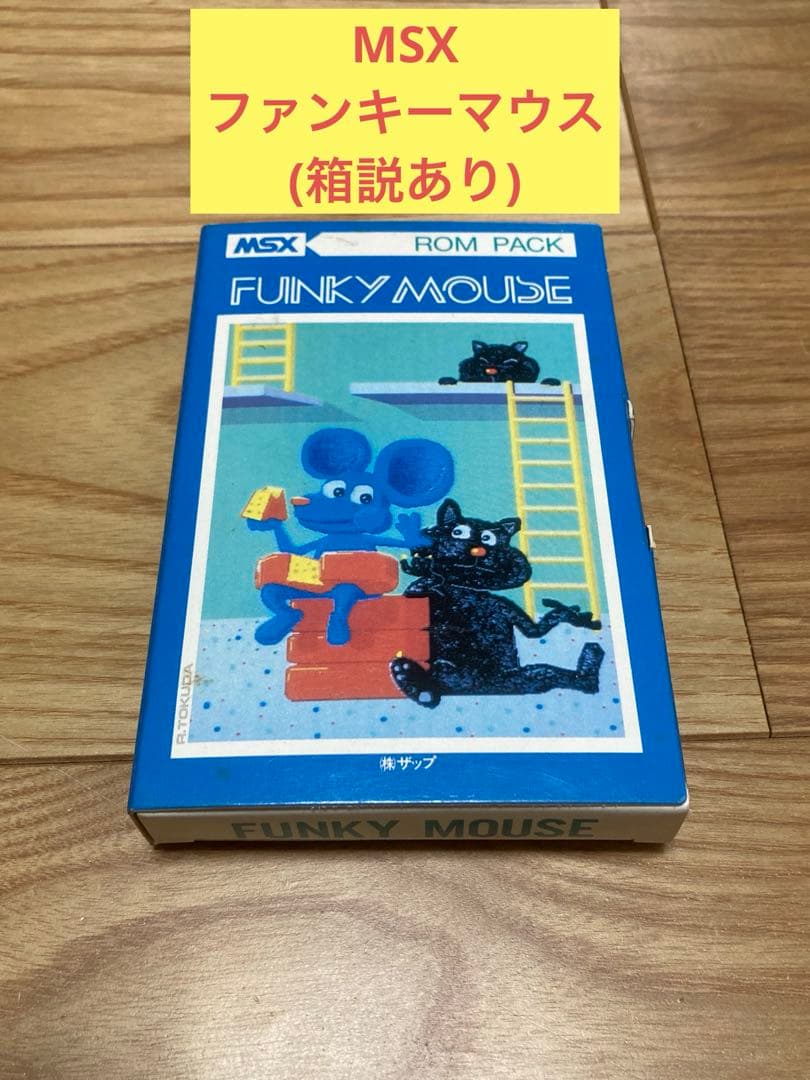 MSX
ファンキーマウス
(箱説あり)
MSX ROM PACK
FUNKY MOUSE
A.TOKUDA
㈱ザップ
FUNKY MOUSE